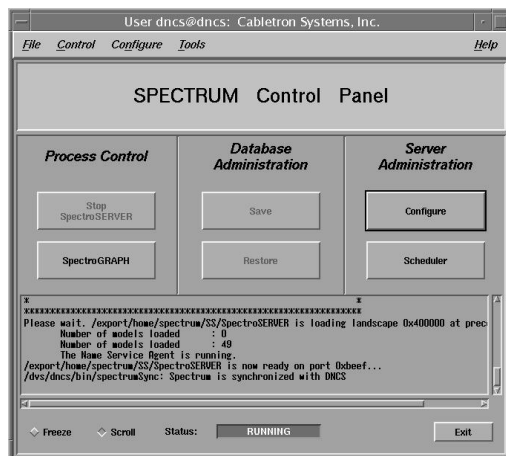 User dncs@dncs: Cabletron Systems, Inc.
File Control Configure Tools Help
SPECTRUM Control Panel
Process Control
Database Administration
Server Administration
Stop SpectroSERVER
Save
Configure
SpectroGRAPH
Restore
Scheduler
* *
*****************************************************************
Please wait. /export/home/spectrum/SS/SpectroSERVER is loading landscape 0x400000 at prec
Number of models loaded : 0
Number of models loaded : 49
The Name Service Agent is running.
/export/home/spectrum/SS/SpectroSERVER is now ready on port 0xbeef...
/dvs/dncs/bin/spectrumSync: Spectrum is synchronized with DNCS
Freeze Scroll Status: RUNNING Exit